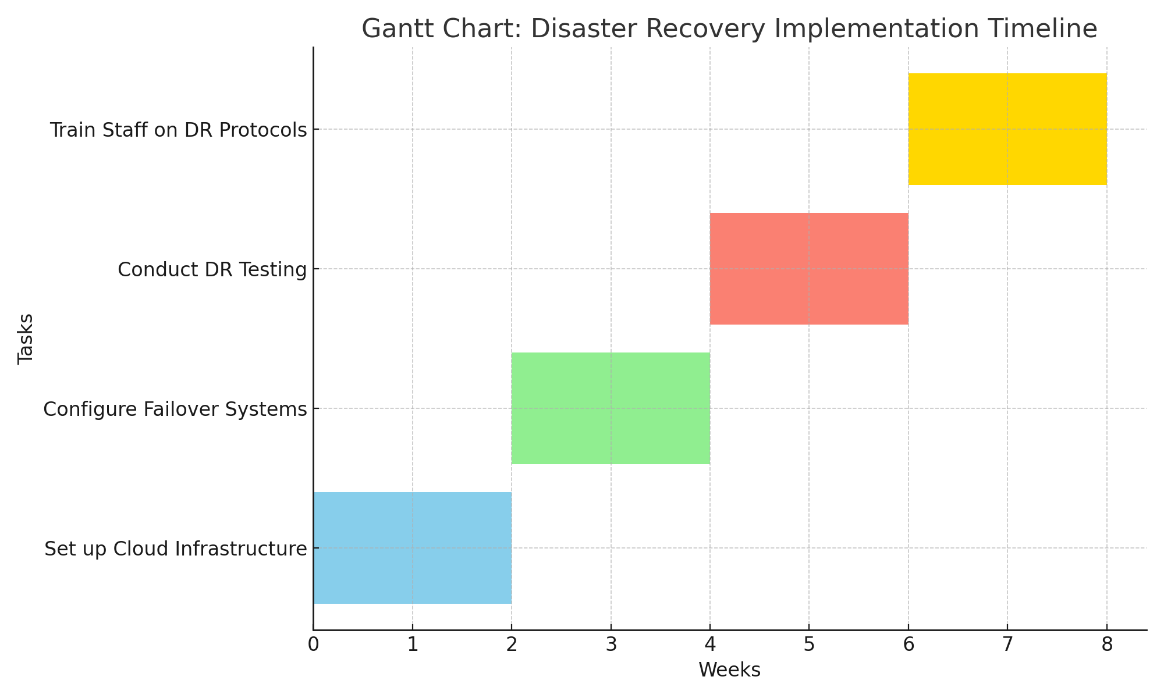 Gantt Chart: Disaster Recovery Implementation Timeline
Train Staff on DR Protocols
Conduct DR Testing
Tasks
Configure Failover Systems
Set up Cloud Infrastructure
0 1 2 3 4 5 6 7 8
Weeks